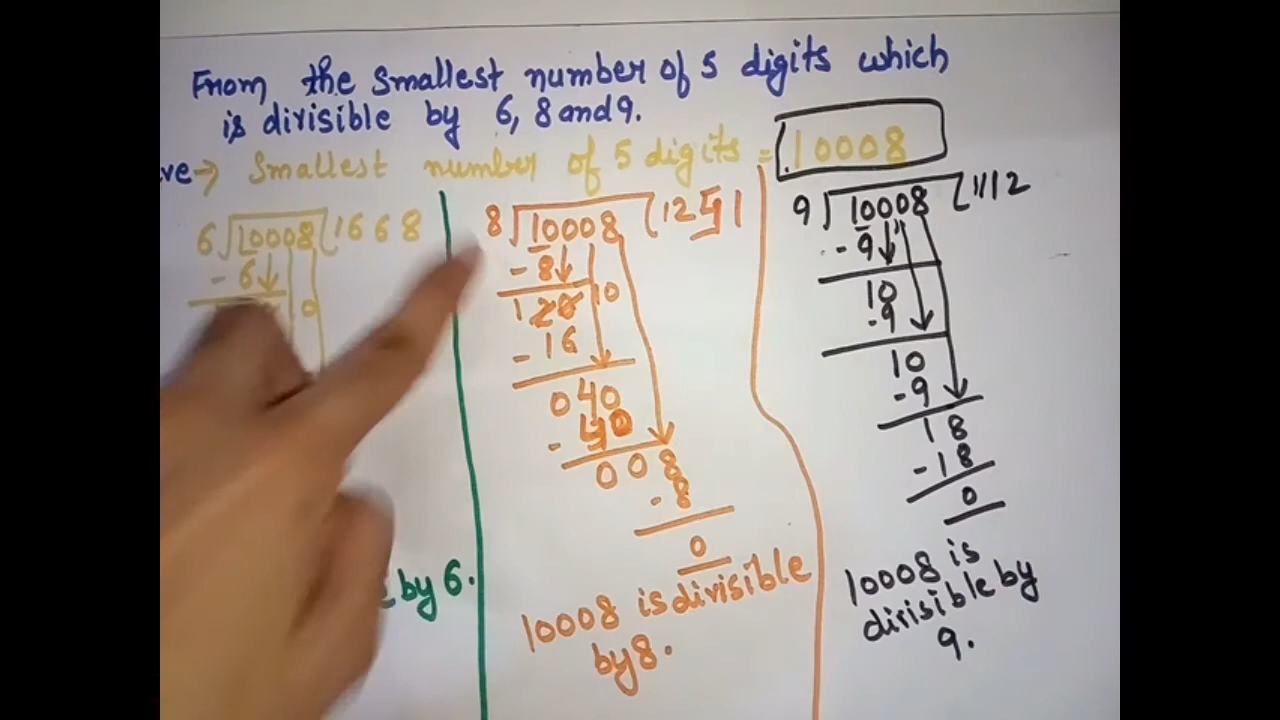 From the smallest number of 5 digits which
is divisible by 6, 8 and 9.
ve→ Smallest number of 5 digits = 10008
6 10008 1668
- 6
0
by 6.
8 10008 1251
- 8
1 20 10
- 16
040
- 40
008
- 8
0
10008 is divisible
by 8.
9 10008 1112
- 9
10
- 9
10
- 9
18
- 18
0
10008 is
divisible by
9.